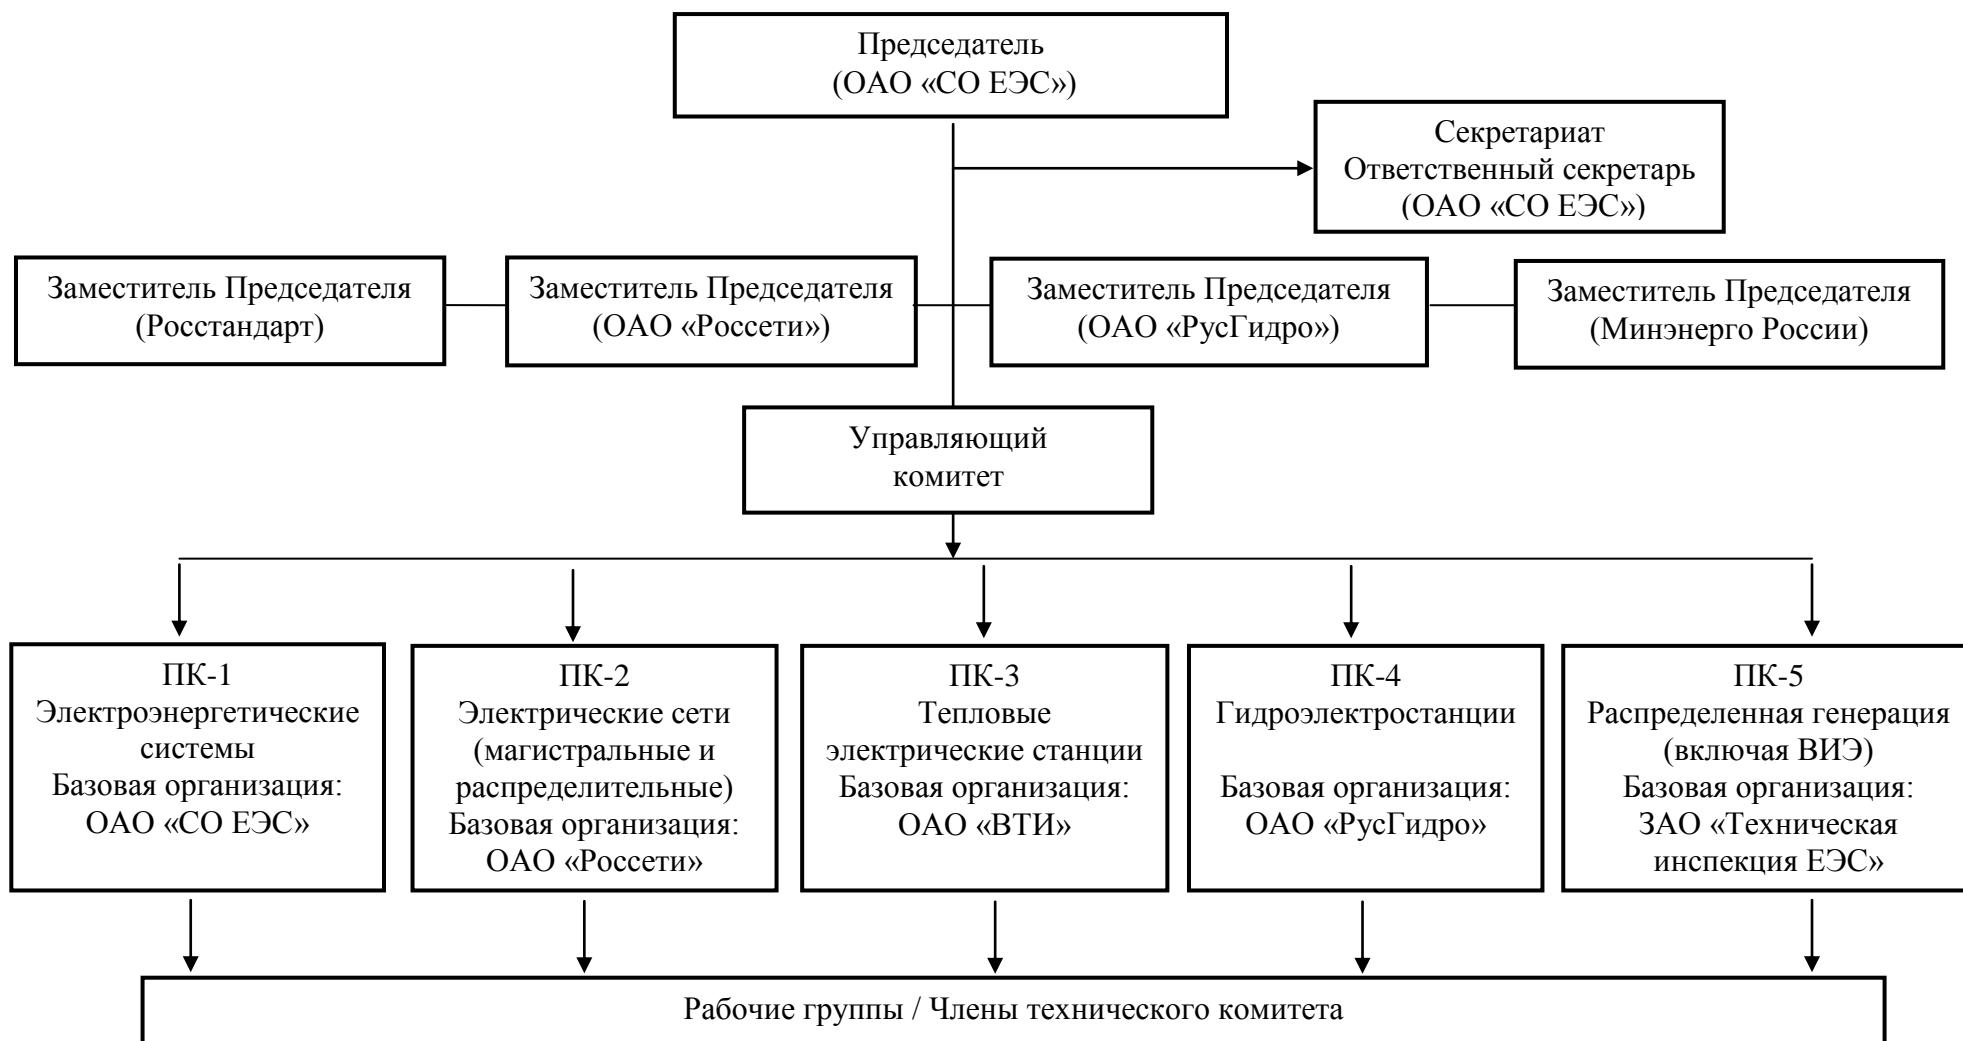 Председатель
(ОАО «СО ЕЭС»)
Секретариат
Ответственный секретарь
(ОАО «СО ЕЭС»)
Заместитель Председателя
(Росстандарт)
Заместитель Председателя
(ОАО «Россети»)
Заместитель Председателя
(ОАО «РусГидро»)
Заместитель Председателя
(Минэнерго России)
Управляющий
комитет
ПК-1
Электроэнергетические
системы
Базовая организация:
ОАО «СО ЕЭС»
ПК-2
Электрические сети
(магистральные и
распределительные)
Базовая организация:
ОАО «Россети»
ПК-3
Тепловые
электрические станции
Базовая организация:
ОАО «ВТИ»
ПК-4
Гидроэлектростанции
Базовая организация:
ОАО «РусГидро»
ПК-5
Распределенная генерация
(включая ВИЭ)
Базовая организация:
ЗАО «Техническая
инспекция ЕЭС»
Рабочие группы / Члены технического комитета